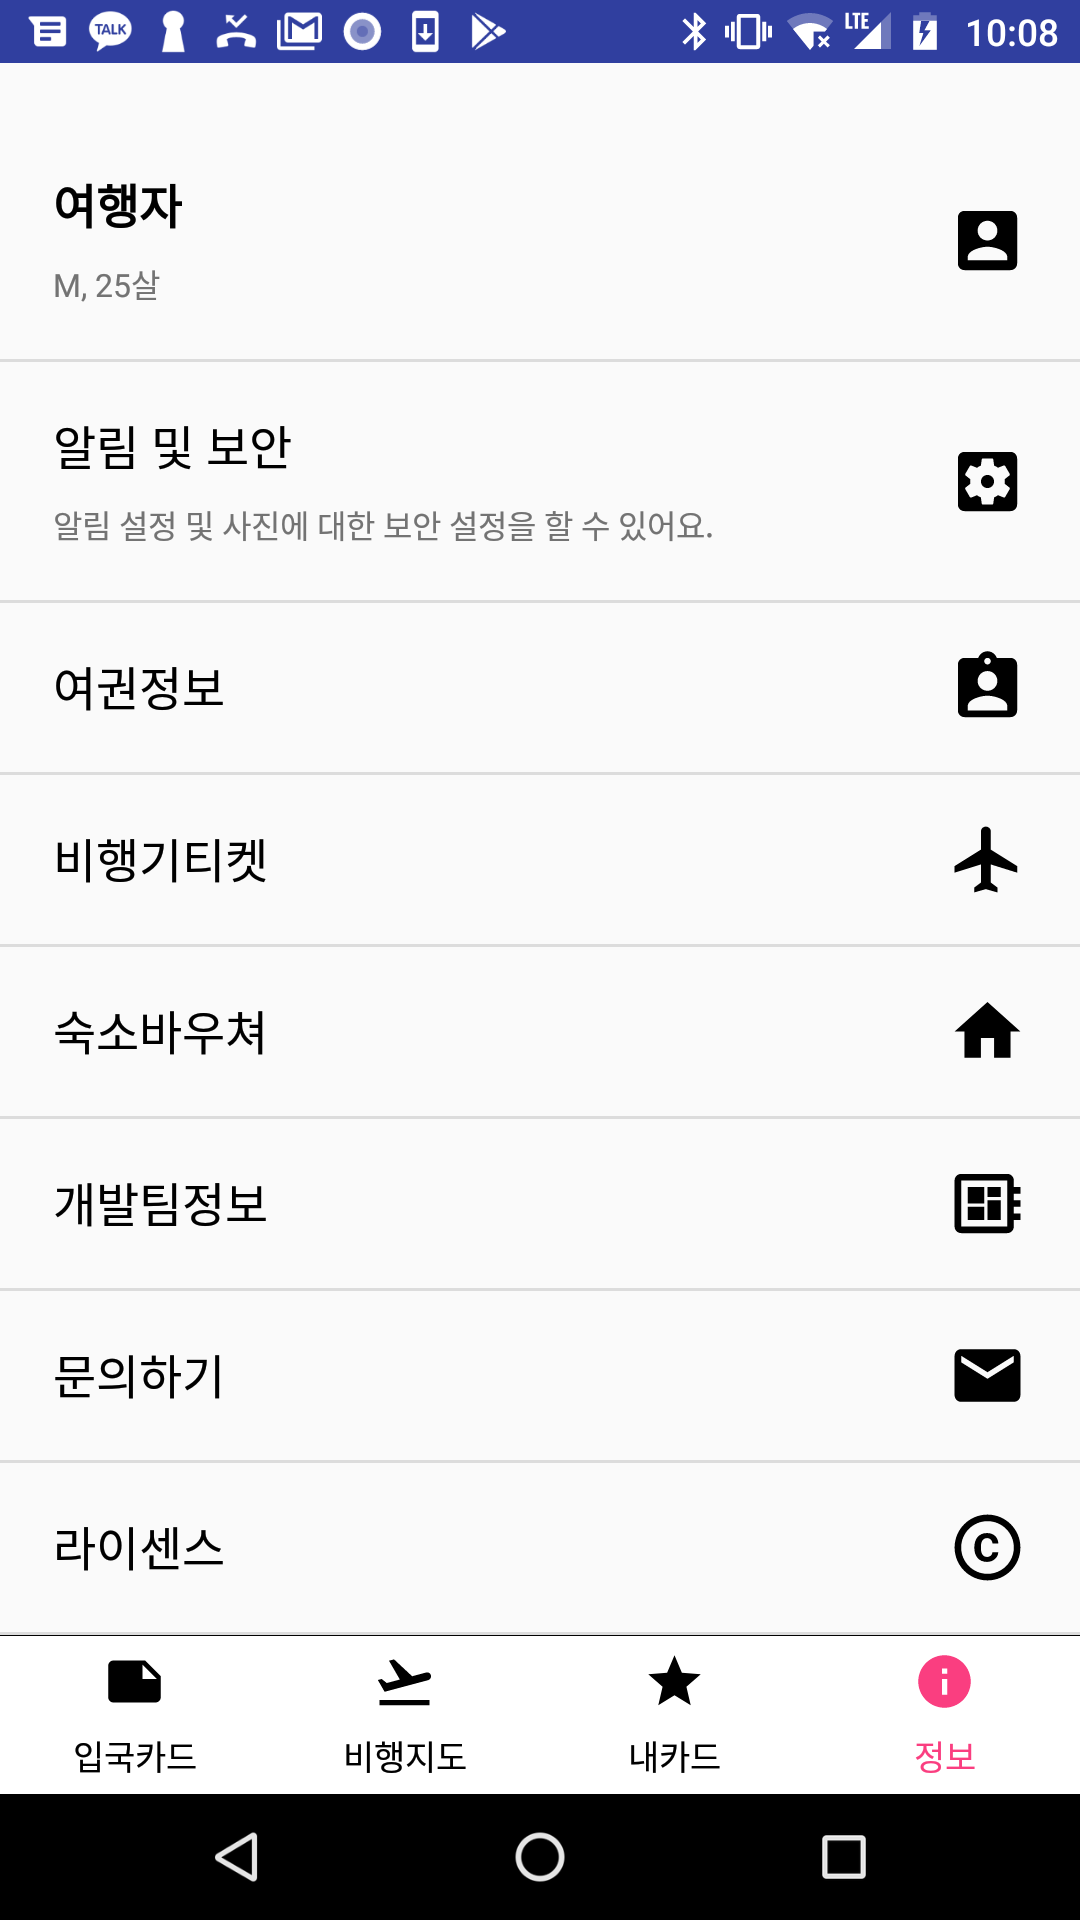 TALK
LTE
10:08
여행자
M, 25살
알림 및 보안
알림 설정 및 사진에 대한 보안 설정을 할 수 있어요.
여권정보
비행기티켓
숙소바우쳐
개발팀정보
문의하기
라이센스
입국카드
비행지도
내카드
정보